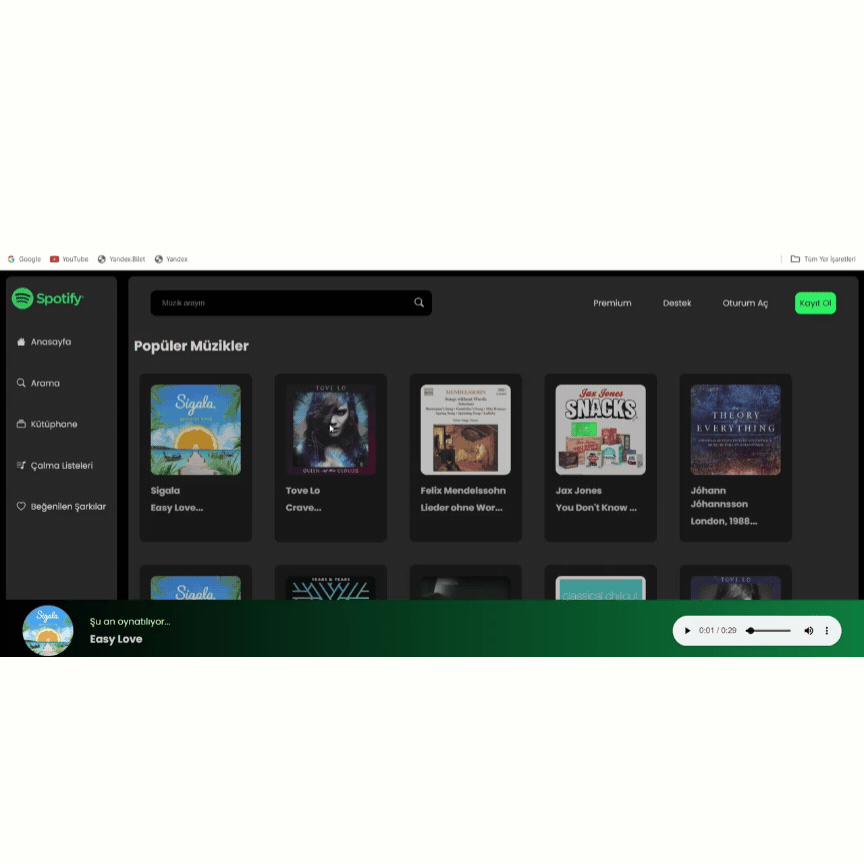 Google YouTube Yandex.Bilet Yandex Tüm Yer İşaretleri
Spotify
Müzik arayın
Premium Destek Oturum Aç Kayıt Ol
Anasayfa
Arama
Kütüphane
Çalma Listeleri
Beğenilen Şarkılar
Popüler Müzikler
Sigala
Sigala
Easy Love...
TOVE LO
QUEEN OF THE CLOUDS
Tove Lo
Crave...
MENDELSSOHN
Songs without Words
Felix Mendelssohn
Lieder ohne Wor...
Jax Jones
SNACKS
Jax Jones
You Don't Know ...
THE
THEORY
OF
EVERYTHING
Jóhann
Jóhannsson
London, 1988...
Sigala
YEARS & YEARS
classical chillout
TOVE LO
Sigala
Şu an oynatılıyor...
Easy Love
0:01 / 0:29